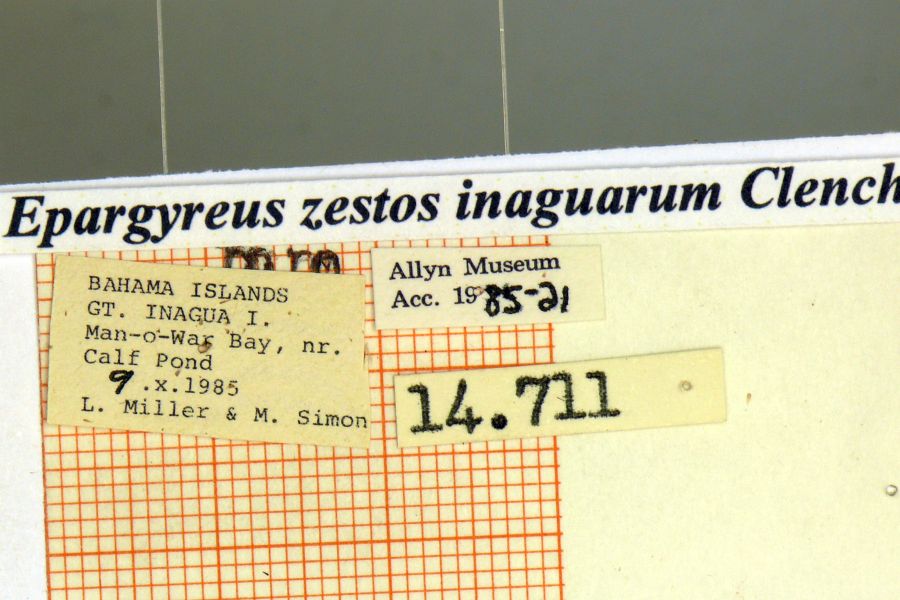 Epargyreus zestos inaguarum Clench
BAHAMA ISLANDS
GT. INAGUA I.
Man-o-War Bay, nr.
Calf Pond
9.x.1985
L. Miller & M. Simon
Allyn Museum
Acc. 1985-21
14.711